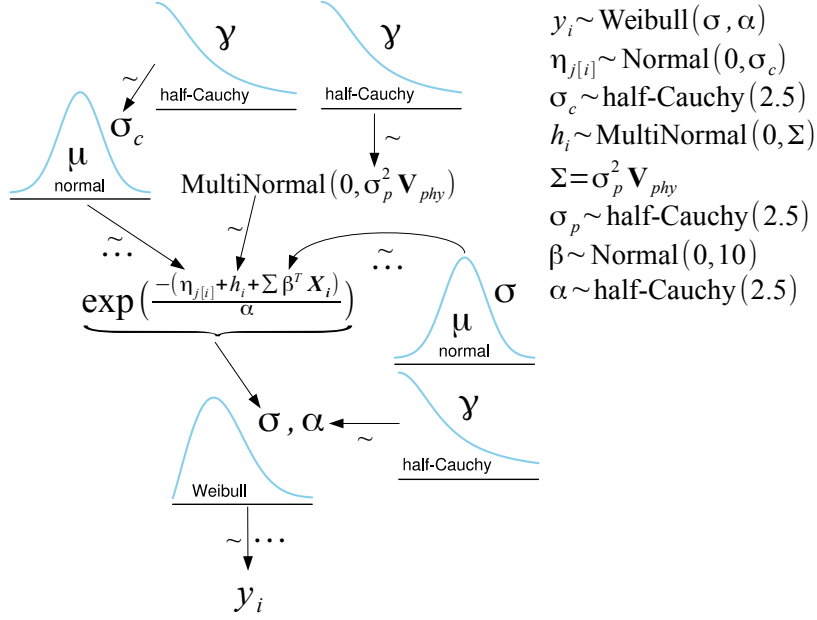 γ
half-Cauchy
γ
half-Cauchy
~
~
σ_c
μ
normal
MultiNormal(0,σ_p^2 V_phy)
~
~
...
~
...
exp(−(η_j[i]+h_i+∑ β^T X_i)/α)
σ
μ
normal
γ
half-Cauchy
σ , α
~
Weibull
~ ...
y_i
y_i ~ Weibull(σ , α)
η_j[i] ~ Normal(0,σ_c)
σ_c ~ half-Cauchy(2.5)
h_i ~ MultiNormal(0,Σ)
Σ=σ_p^2 V_phy
σ_p ~ half-Cauchy(2.5)
β ~ Normal(0,10)
α ~ half-Cauchy(2.5)